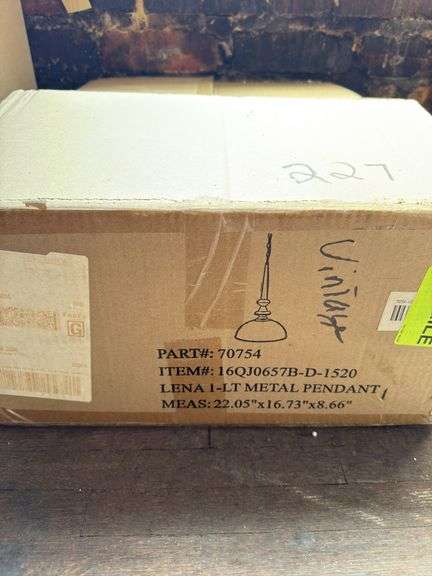 227
Vintage
PART#: 70754
ITEM#: 16QJ0657B-D-1520
LENA 1-LT METAL PENDANT
MEAS: 22.05"x16.73"x8.66"